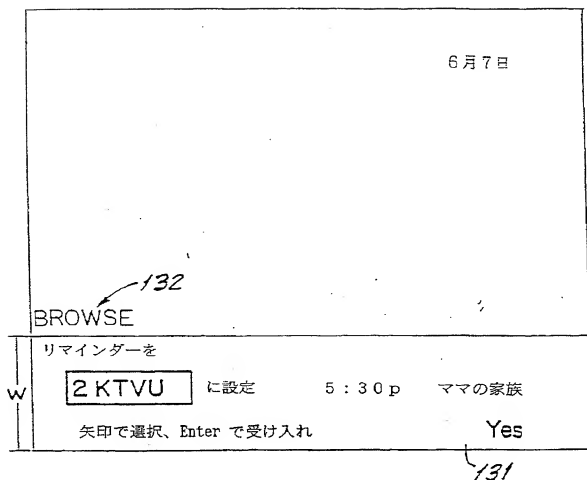 6月7日
132
BROWSE
リマインダーを
W
2 KTVU に設定 5:30p ママの家族
矢印で選択、Enter で受け入れ Yes
131